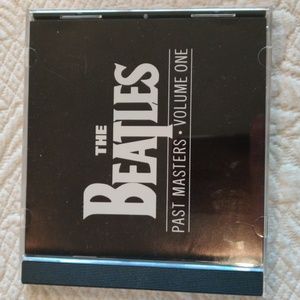 THE
BEATLES
PAST MASTERS · VOLUME ONE